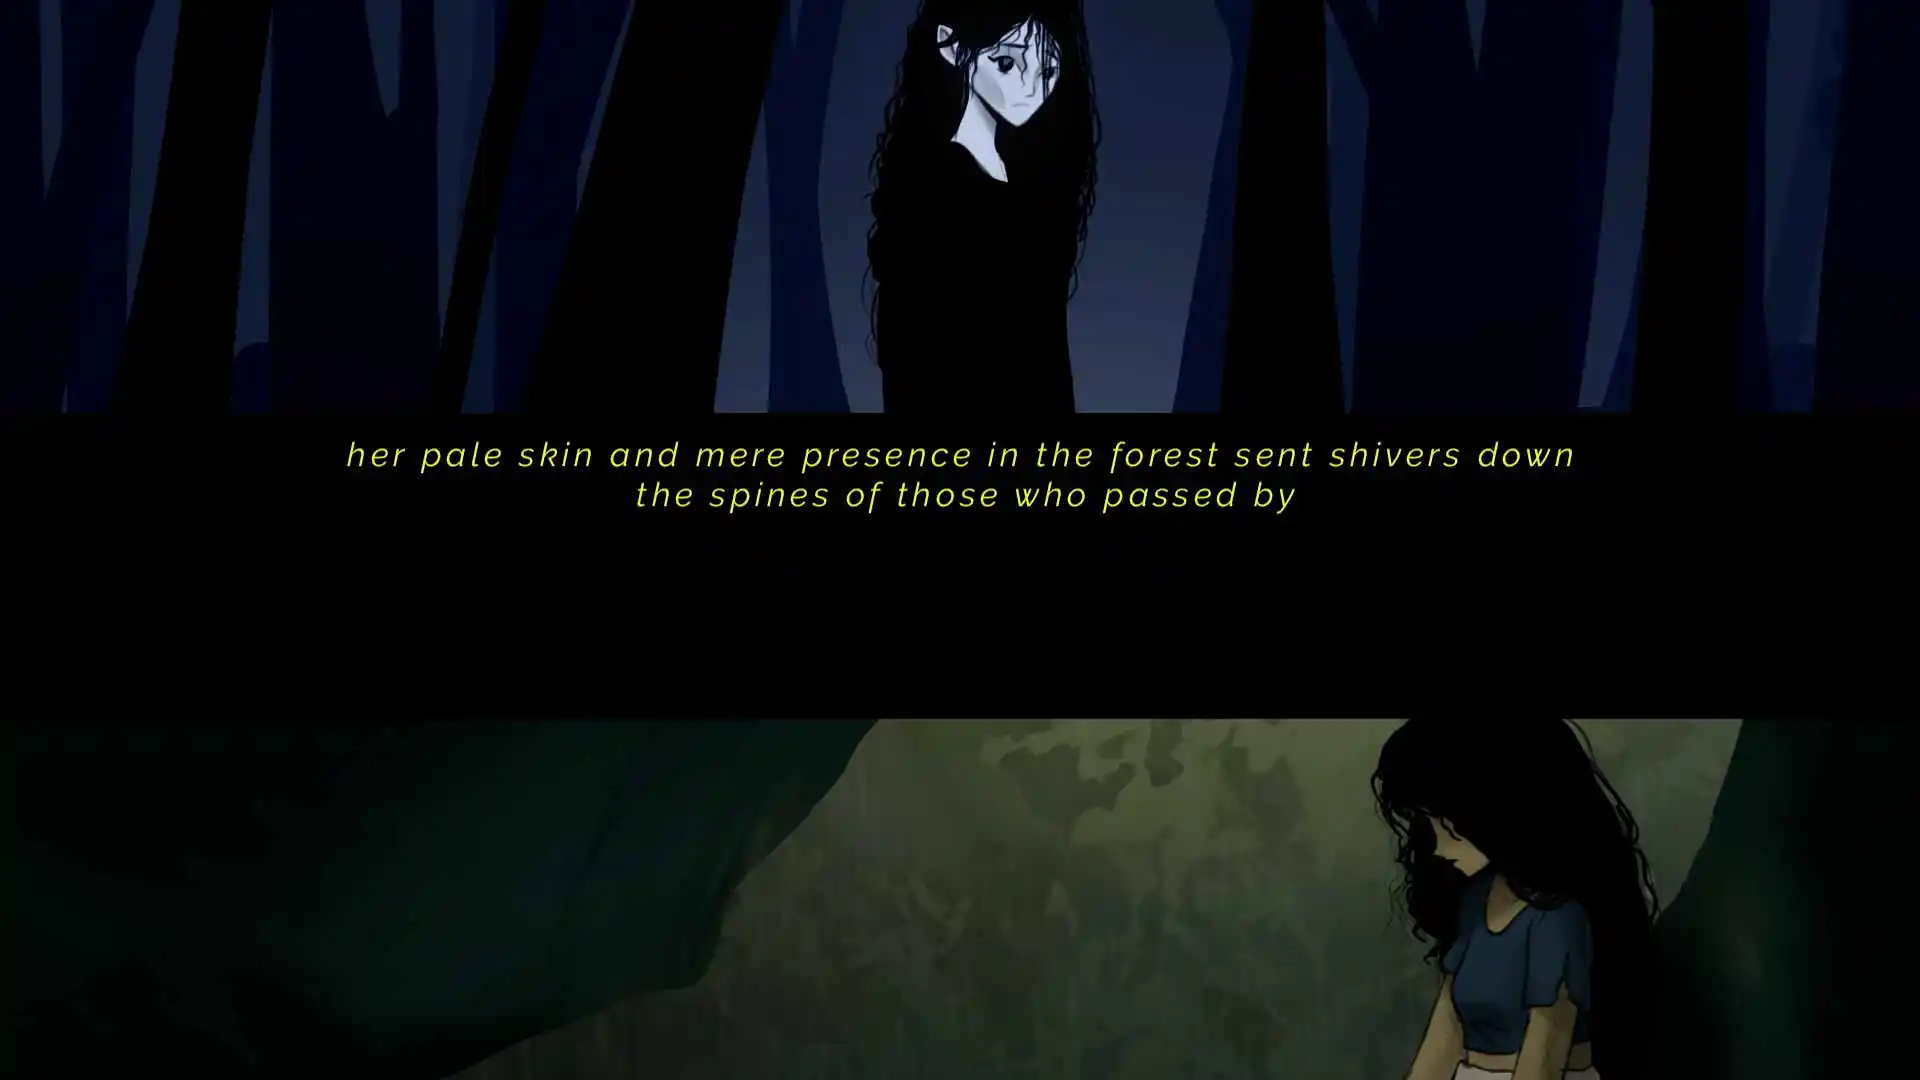 her pale skin and mere presence in the forest sent shivers down
the spines of those who passed by